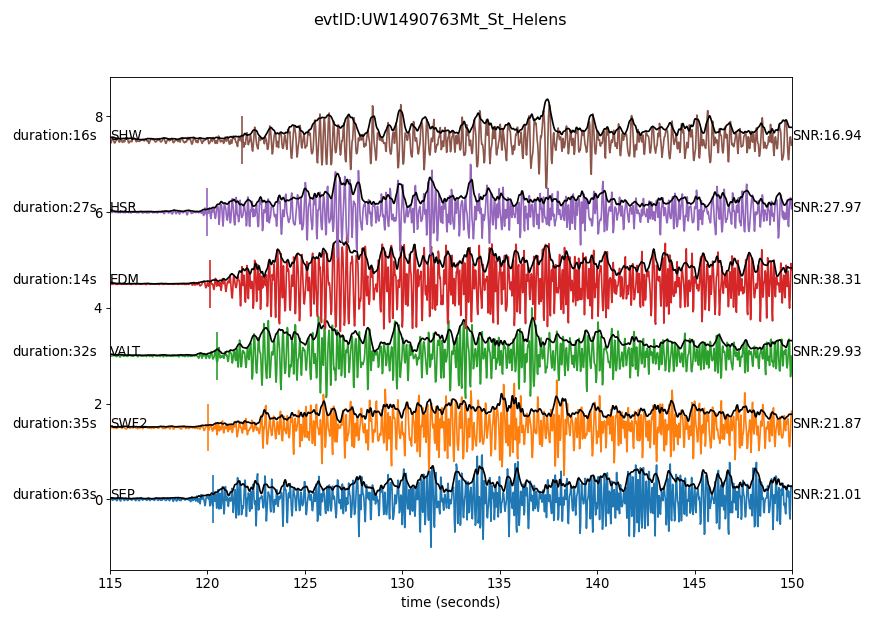 evtID:UW1490763Mt_St_Helens
8
duration:16s SHW SNR:16.94
duration:27s HSR SNR:27.97
6
duration:14s EDM SNR:38.31
4
duration:32s VALT SNR:29.93
2
duration:35s SWF2 SNR:21.87
duration:63s SEP SNR:21.01
0
115 120 125 130 135 140 145 150
time (seconds)